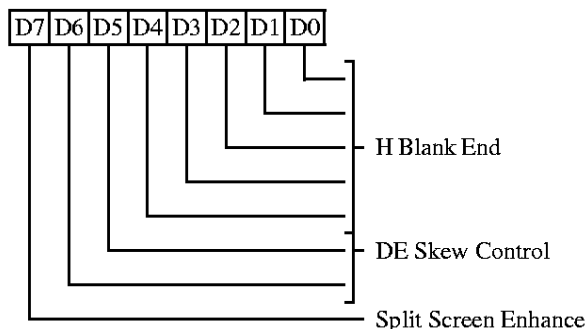 D7 D6 D5 D4 D3 D2 D1 D0
H Blank End
DE Skew Control
Split Screen Enhance